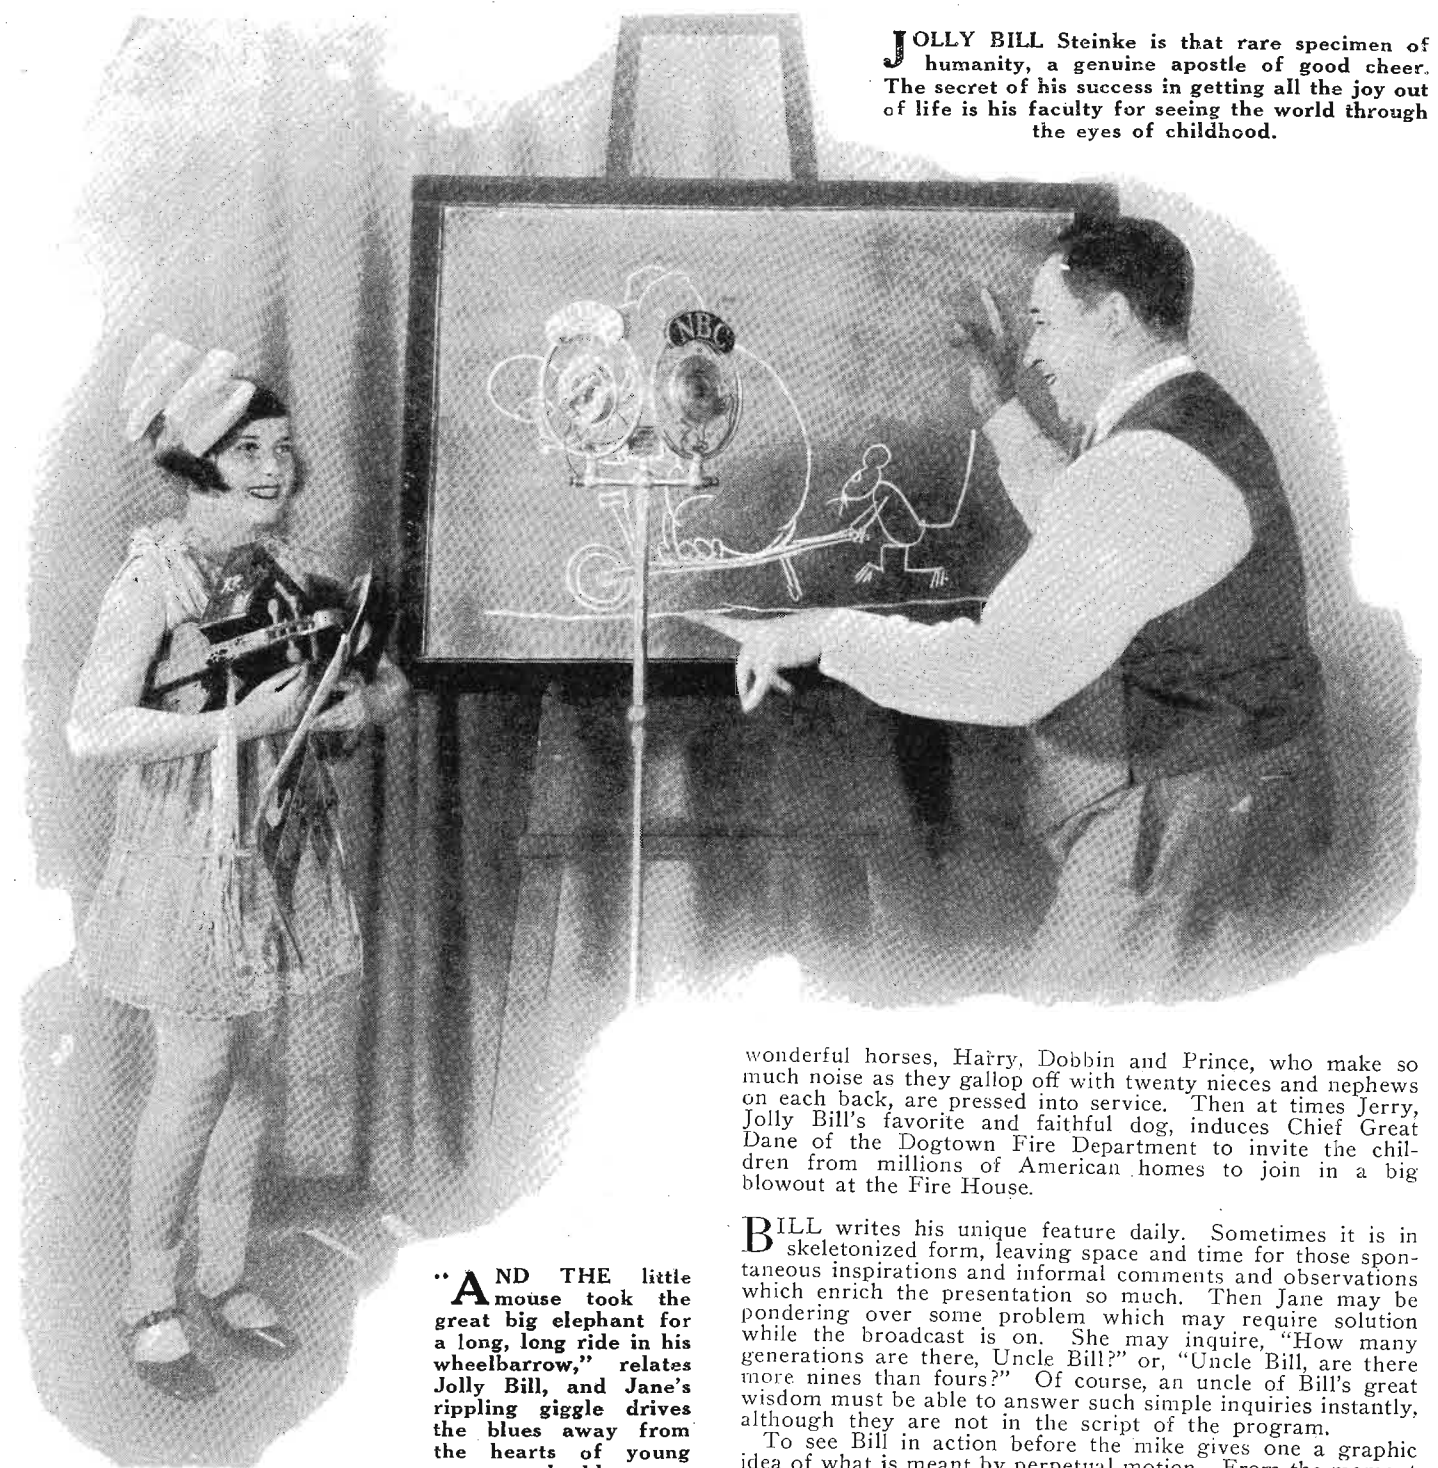 JOLLY BILL Steinke is that rare specimen of
humanity, a genuine apostle of good cheer.
The secret of his success in getting all the joy out
of life is his faculty for seeing the world through
the eyes of childhood.
NBC
wonderful horses, Harry, Dobbin and Prince, who make so
much noise as they gallop off with twenty nieces and nephews
on each back, are pressed into service. Then at times Jerry,
Jolly Bill's favorite and faithful dog, induces Chief Great
Dane of the Dogtown Fire Department to invite the chil-
dren from millions of American homes to join in a big
blowout at the Fire House.
BILL writes his unique feature daily. Sometimes it is in
skeletonized form, leaving space and time for those spon-
taneous inspirations and informal comments and observations
which enrich the presentation so much. Then Jane may be
pondering over some problem which may require solution
while the broadcast is on. She may inquire, "How many
generations are there, Uncle Bill?" or, "Uncle Bill, are there
more nines than fours?" Of course, an uncle of Bill's great
wisdom must be able to answer such simple inquiries instantly,
although they are not in the script of the program.
To see Bill in action before the mike gives one a graphic
idea of what is meant by perpetual motion. From the moment
"AND THE little
mouse took the
great big elephant for
a long, long ride in his
wheelbarrow," relates
Jolly Bill, and Jane's
rippling giggle drives
the blues away from
the hearts of young